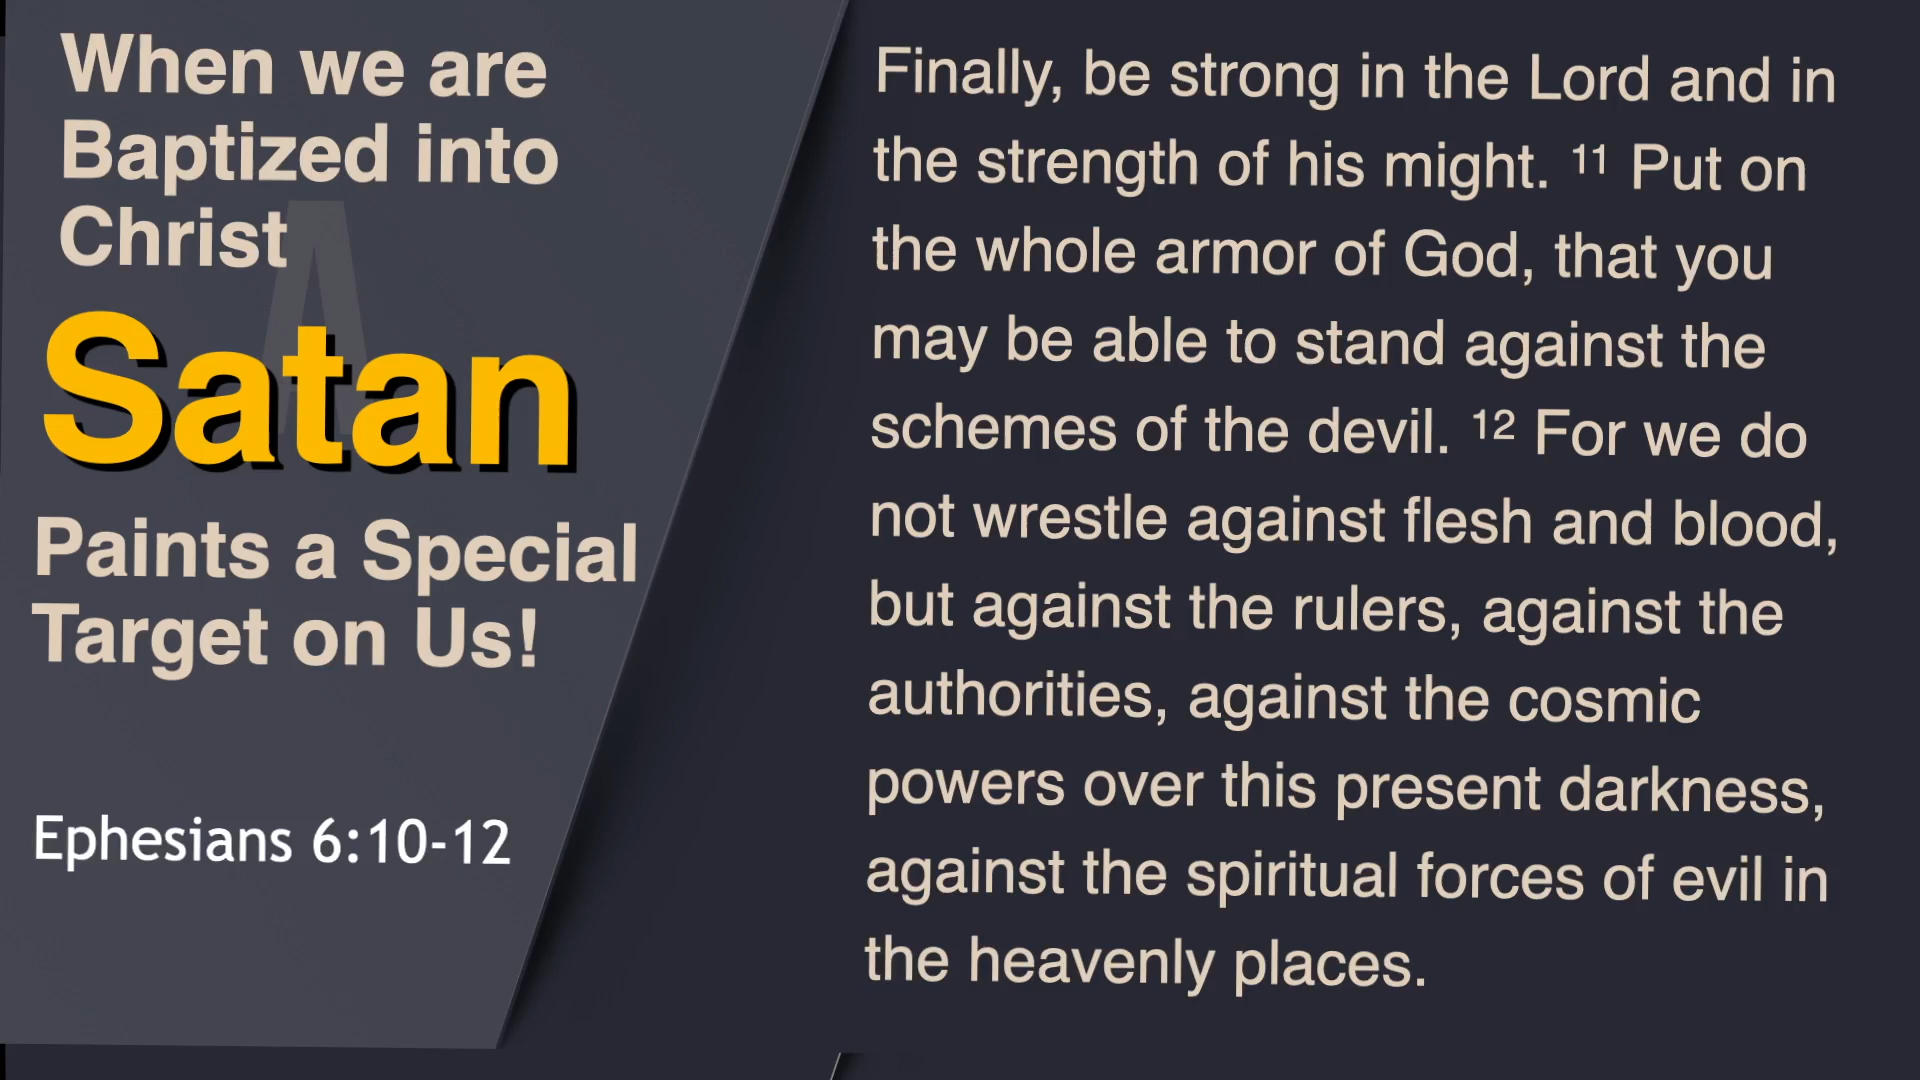 When we are
Baptized into
Christ
A
Satan
Paints a Special
Target on Us!
Ephesians 6:10-12
Finally, be strong in the Lord and in
the strength of his might. 11 Put on
the whole armor of God, that you
may be able to stand against the
schemes of the devil. 12 For we do
not wrestle against flesh and blood,
but against the rulers, against the
authorities, against the cosmic
powers over this present darkness,
against the spiritual forces of evil in
the heavenly places.